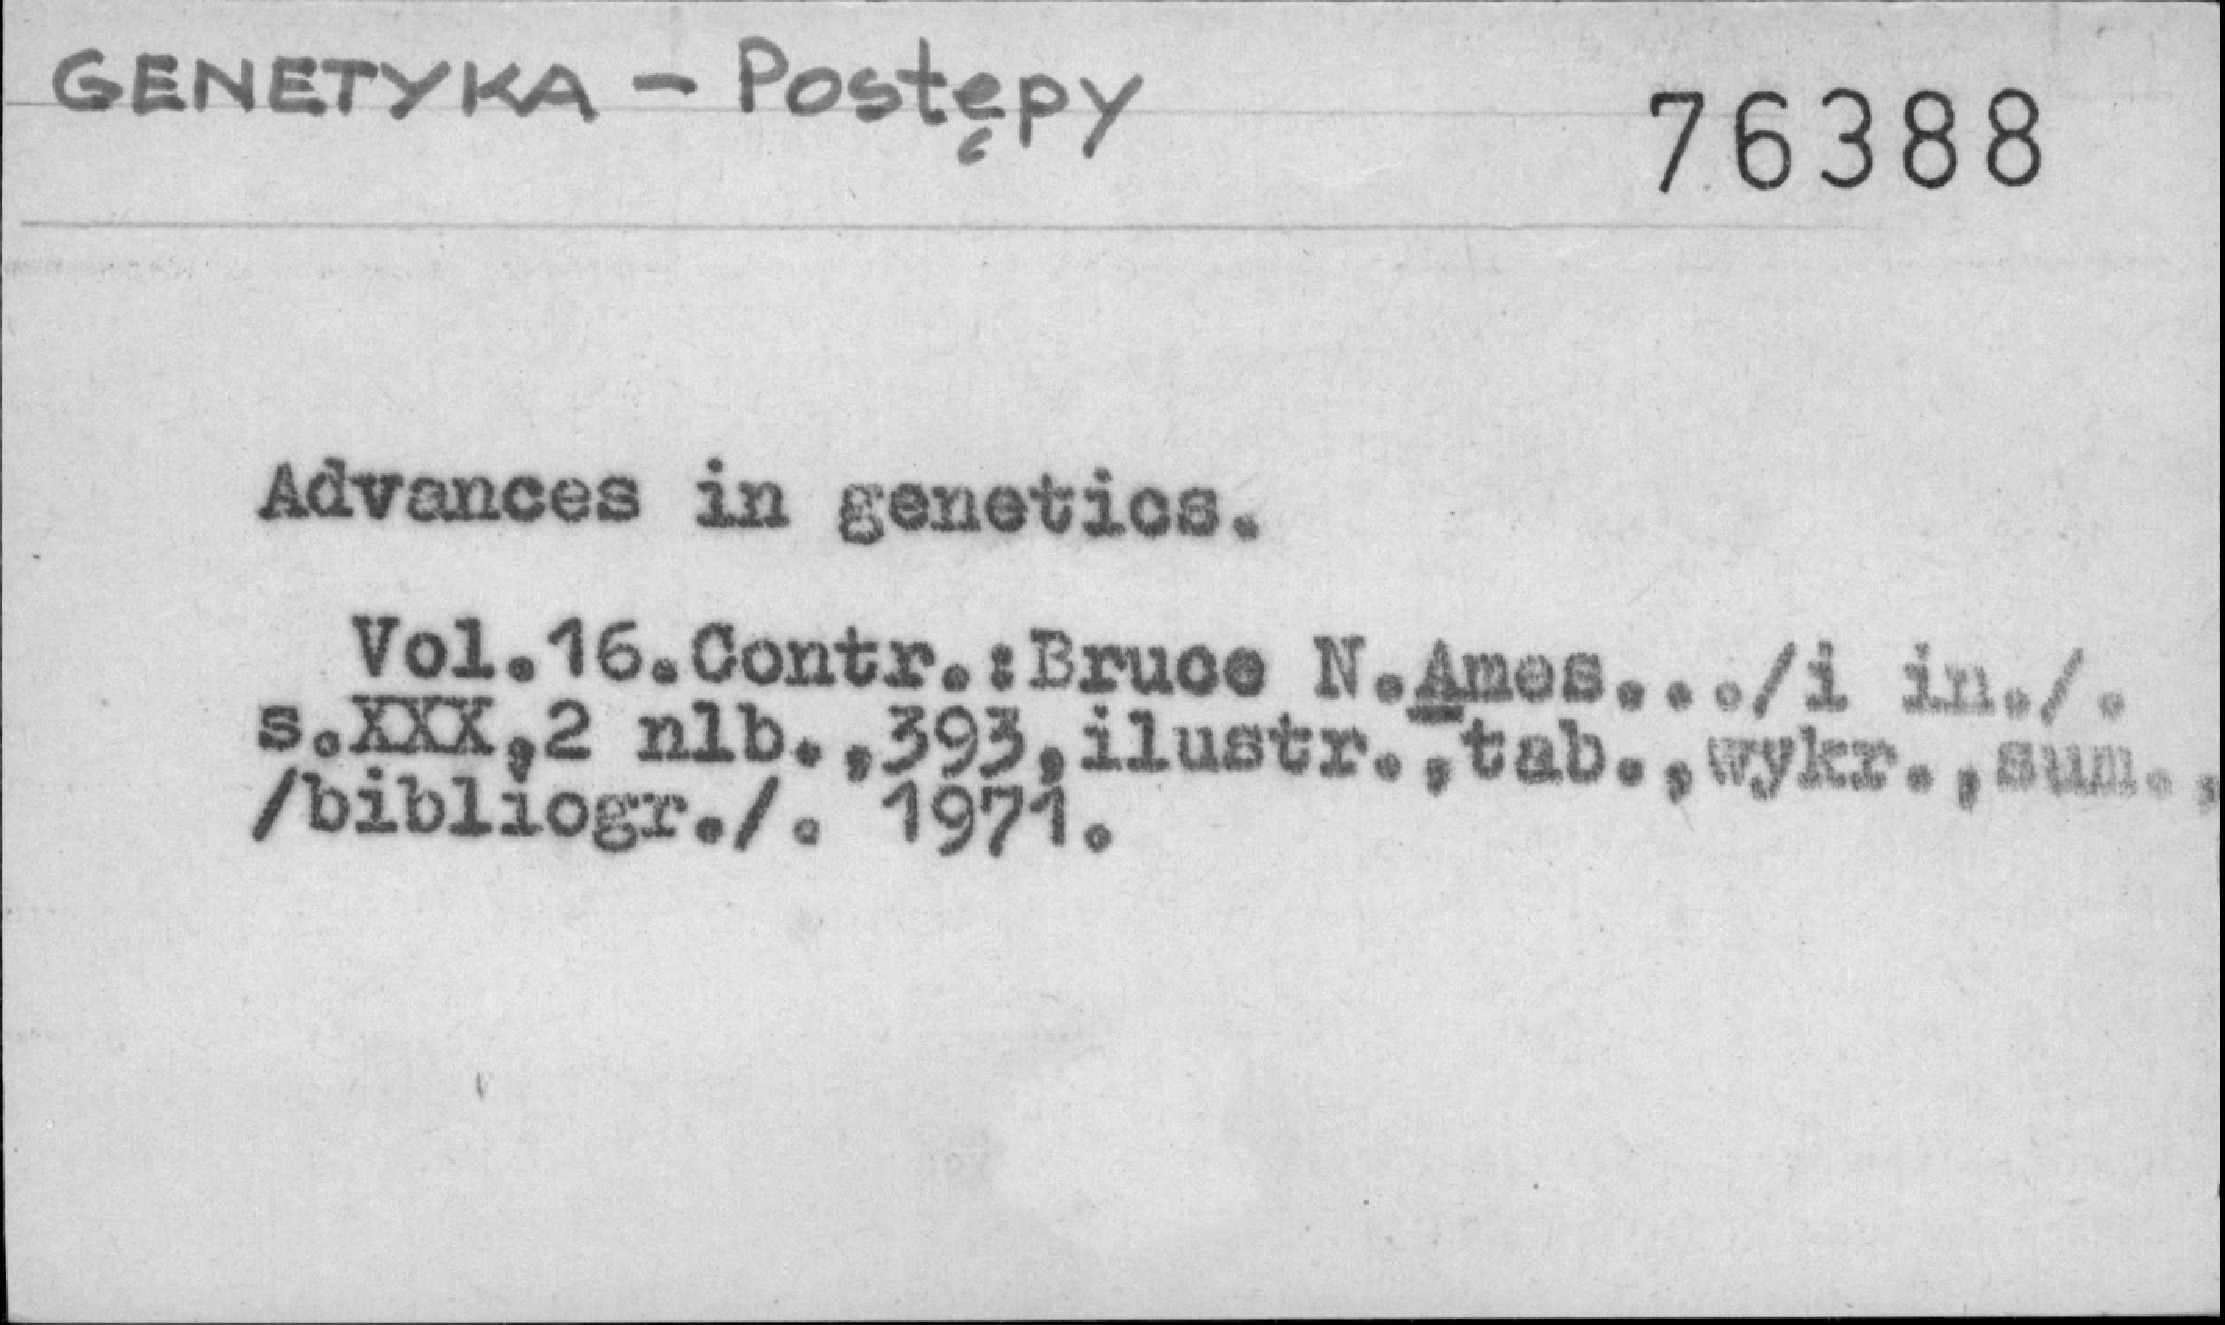 GENETYKA - Postępy
76388
Advances in genetics.
Vol.16.Contr.:Bruce N.Ames.../i in./.
s.XXX,2 nlb.,393,ilustr.,tab.,wykr.,sum.,
/bibliogr./. 1971.